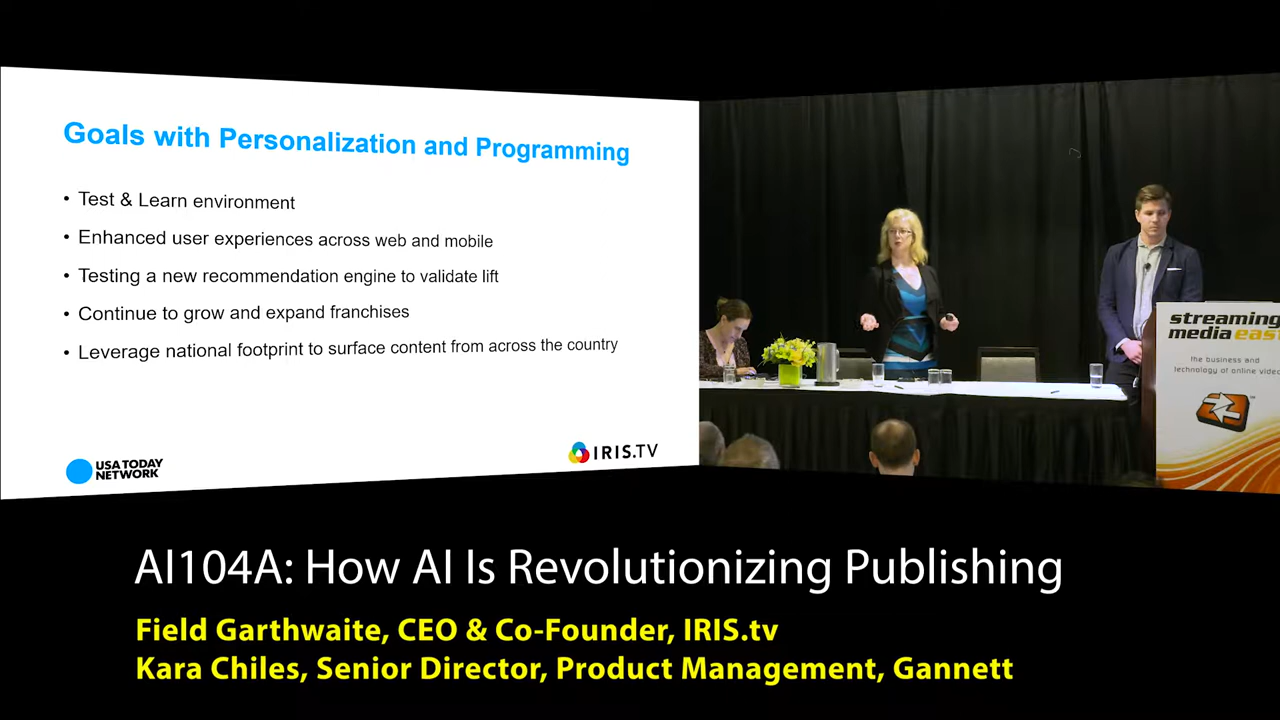 Goals with Personalization and Programming
• Test & Learn environment
• Enhanced user experiences across web and mobile
• Testing a new recommendation engine to validate lift
• Continue to grow and expand franchises
• Leverage national footprint to surface content from across the country
USA TODAY
NETWORK
IRIS.TV
streaming
media east
the business and
technology of online video
AI104A: How AI Is Revolutionizing Publishing
Field Garthwaite, CEO & Co-Founder, IRIS.tv
Kara Chiles, Senior Director, Product Management, Gannett